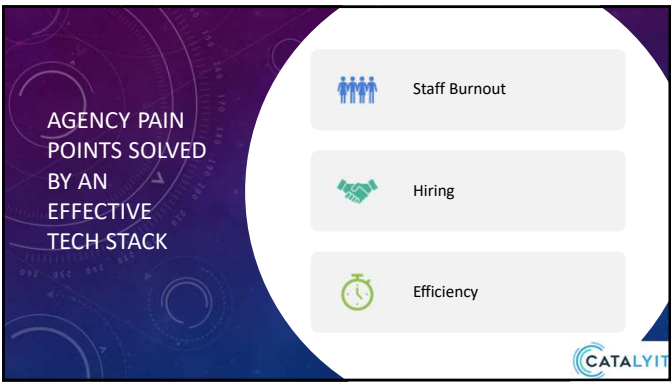 AGENCY PAIN
POINTS SOLVED
BY AN
EFFECTIVE
TECH STACK
Staff Burnout
Hiring
Efficiency
CATALYIT